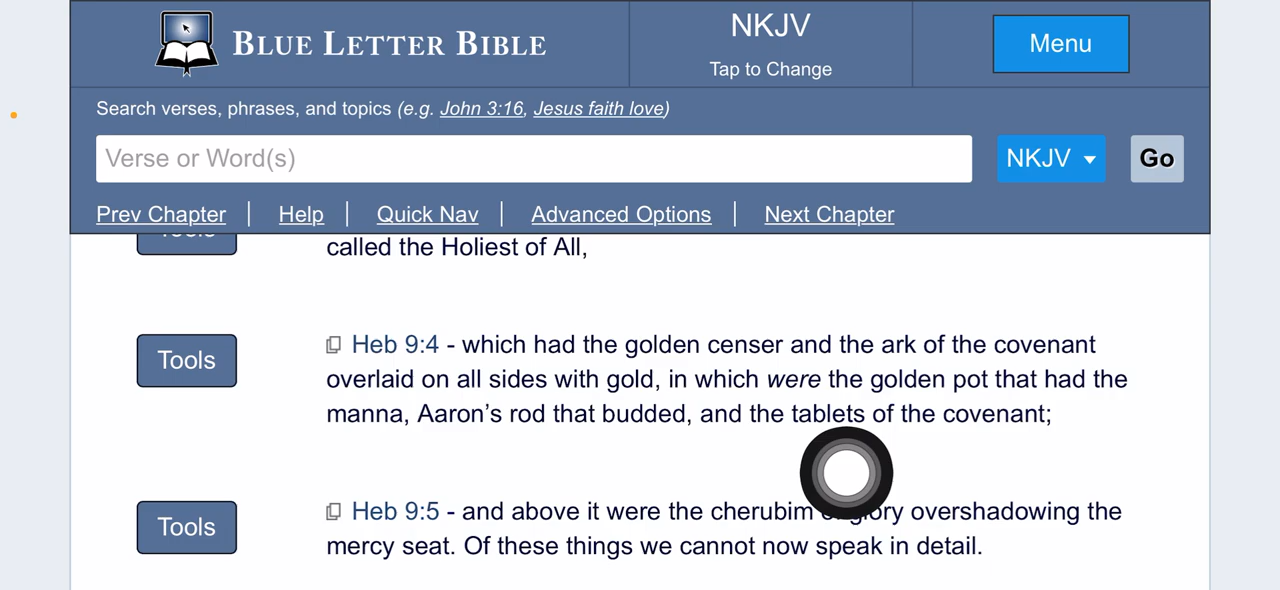 BLUE LETTER BIBLE
NKJV
Tap to Change
Menu
Search verses, phrases, and topics (e.g. John 3:16, Jesus faith love)
Verse or Word(s)
NKJV
Go
Prev Chapter | Help | Quick Nav | Advanced Options | Next Chapter
Tools
called the Holiest of All,
Tools
Heb 9:4 - which had the golden censer and the ark of the covenant
overlaid on all sides with gold, in which were the golden pot that had the
manna, Aaron’s rod that budded, and the tablets of the covenant;
Tools
Heb 9:5 - and above it were the cherubim of glory overshadowing the
mercy seat. Of these things we cannot now speak in detail.